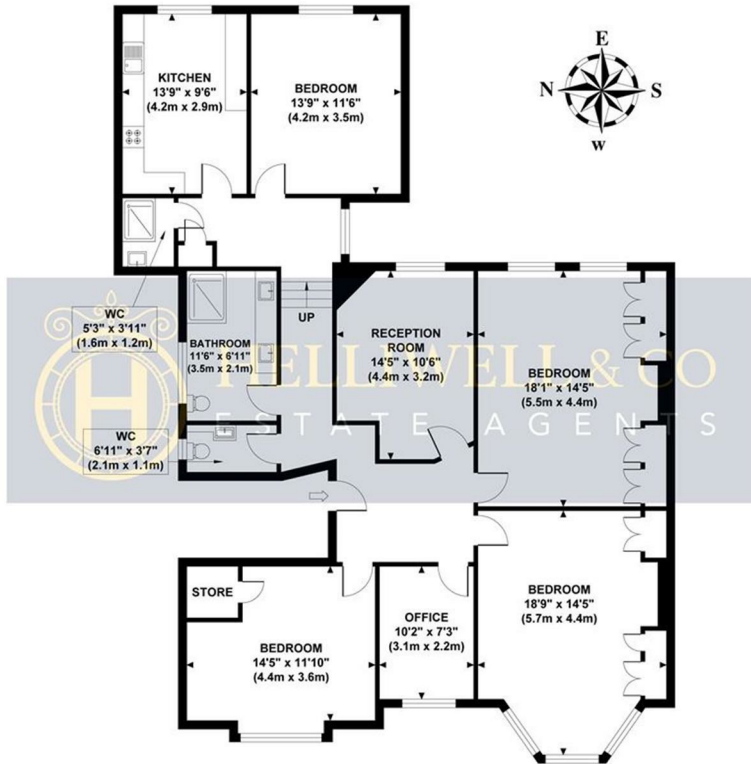 E
N
S
W
KITCHEN
13'9" x 9'6"
(4.2m x 2.9m)
BEDROOM
13'9" x 11'6"
(4.2m x 3.5m)
WC
5'3" x 3'11"
(1.6m x 1.2m)
BATHROOM
11'6" x 6'11"
(3.5m x 2.1m)
UP
RECEPTION
ROOM
14'5" x 10'6"
(4.4m x 3.2m)
BEDROOM
18'1" x 14'5"
(5.5m x 4.4m)
H
HELLIWELL & CO
ESTATE AGENTS
WC
6'11" x 3'7"
(2.1m x 1.1m)
STORE
BEDROOM
14'5" x 11'10"
(4.4m x 3.6m)
OFFICE
10'2" x 7'3"
(3.1m x 2.2m)
BEDROOM
18'9" x 14'5"
(5.7m x 4.4m)